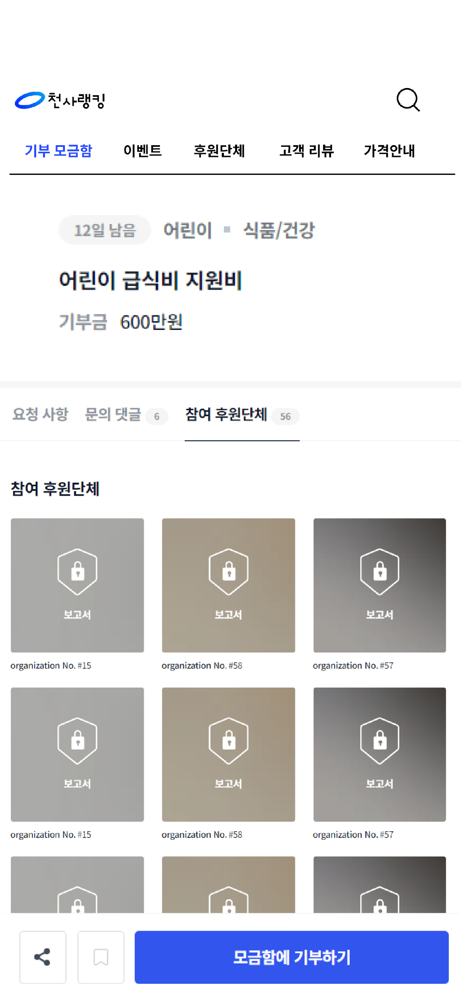 천사랭킹
기부 모금함 이벤트 후원단체 고객 리뷰 가격안내
12일 남음 어린이 식품/건강
어린이 급식비 지원비
기부금 600만원
요청 사항 문의 댓글 6 참여 후원단체 56
참여 후원단체
보고서 보고서 보고서
organization No. #15 organization No. #58 organization No. #57
보고서 보고서 보고서
organization No. #15 organization No. #58 organization No. #57
모금함에 기부하기